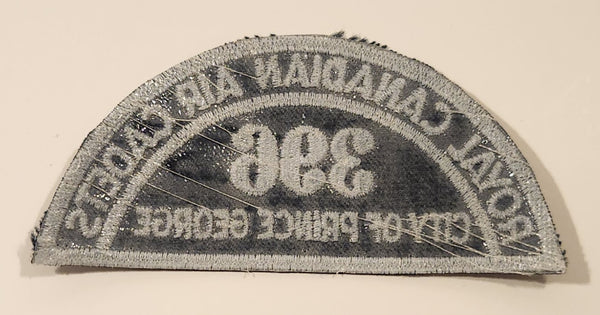 ROYAL CANADIAN AIR CADETS
396
CITY OF PRINCE GEORGE